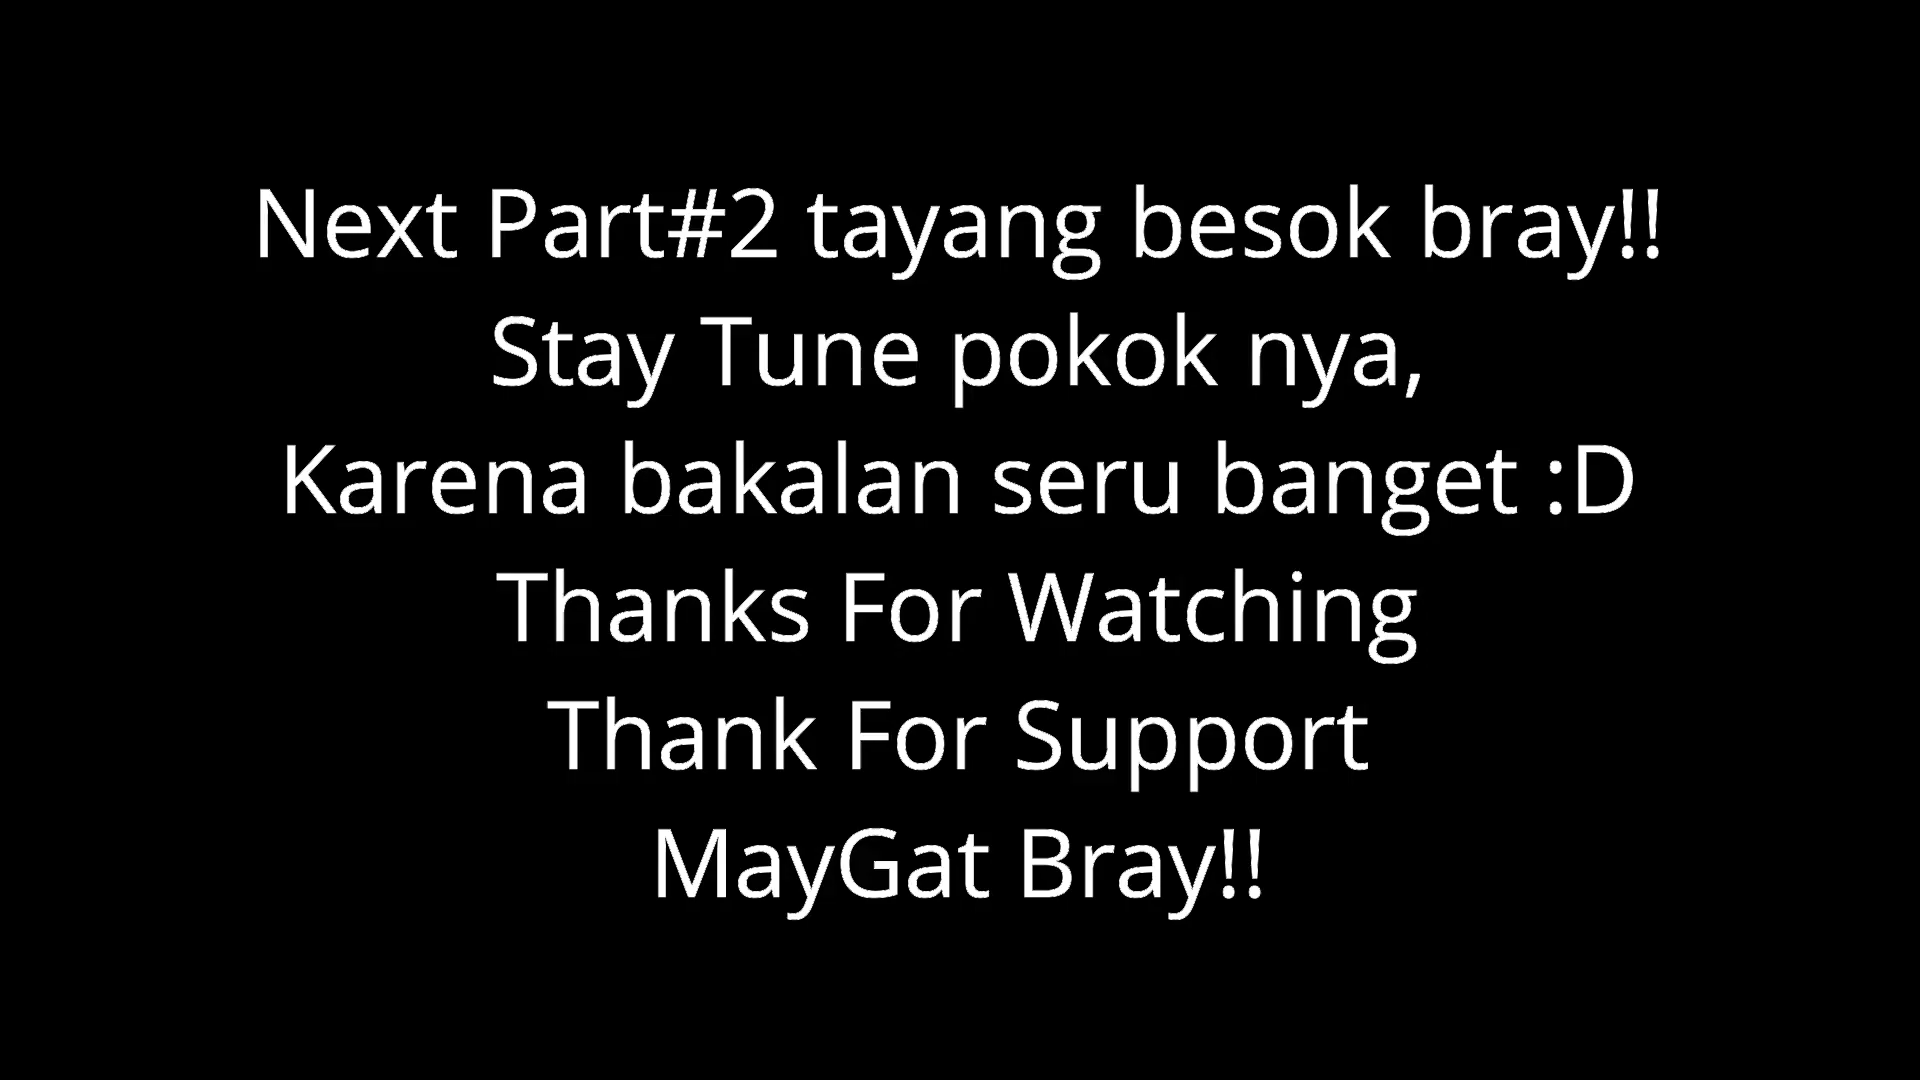 Next Part#2 tayang besok bray!!
Stay Tune pokok nya,
Karena bakalan seru banget :D
Thanks For Watching
Thank For Support
MayGat Bray!!